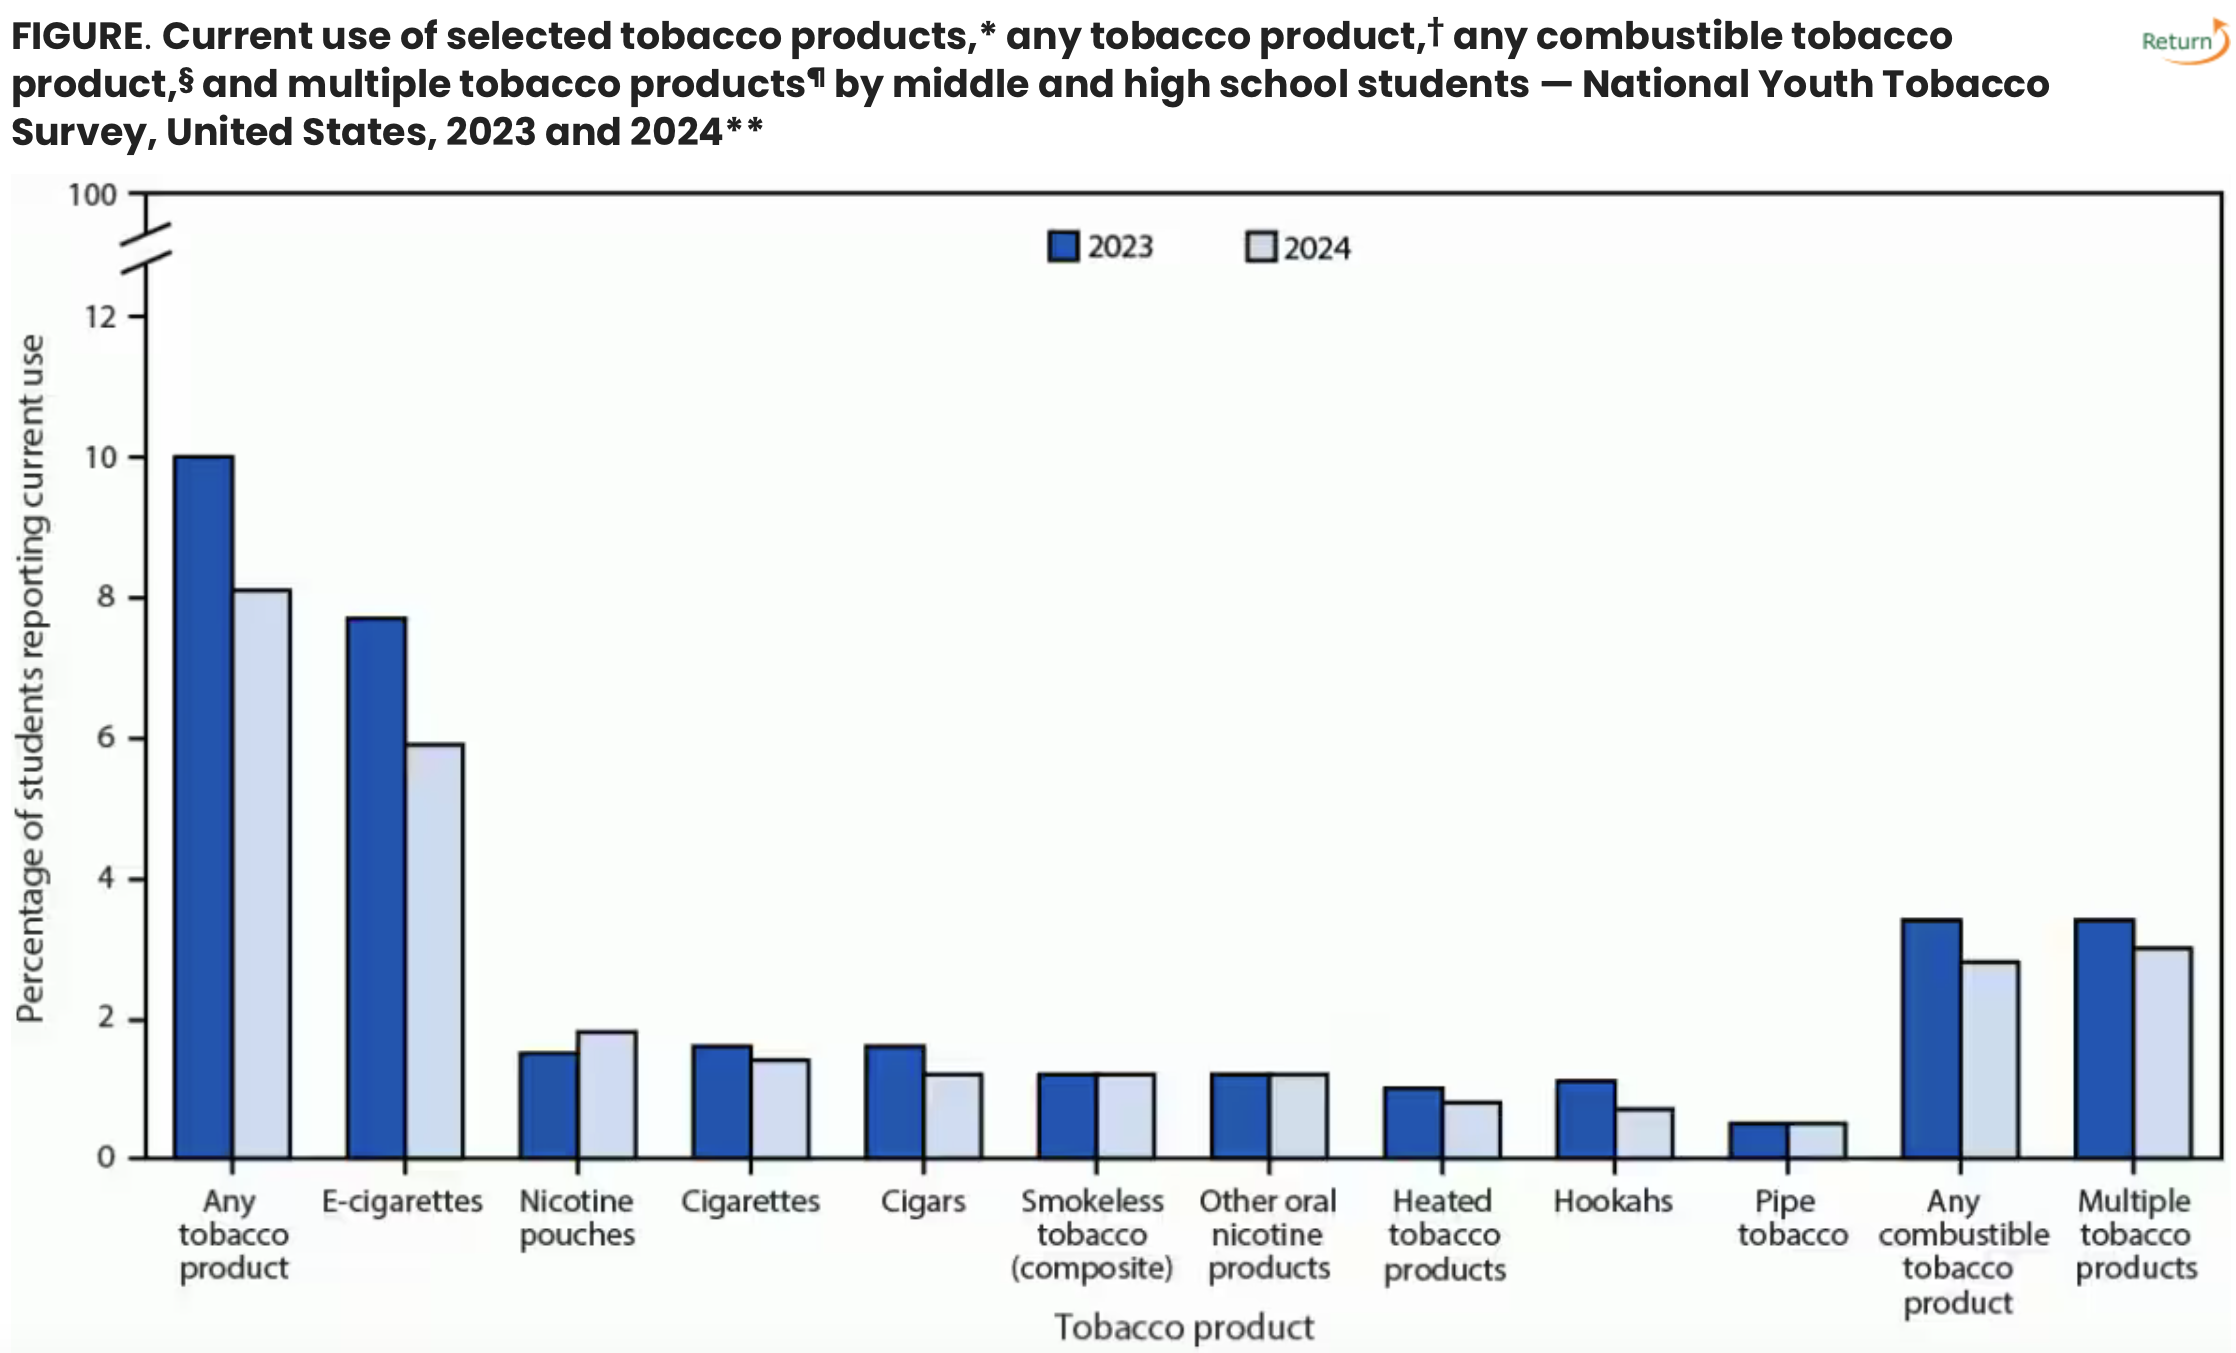 FIGURE. Current use of selected tobacco products,* any tobacco product,† any combustible tobacco
product,§ and multiple tobacco products¶ by middle and high school students — National Youth Tobacco
Survey, United States, 2023 and 2024**
Return
100
12
10
8
6
4
2
0
Percentage of students reporting current use
2023
2024
Any
tobacco
product
E-cigarettes
Nicotine
pouches
Cigarettes
Cigars
Smokeless
tobacco
(composite)
Other oral
nicotine
products
Heated
tobacco
products
Hookahs
Pipe
tobacco
Any
combustible
tobacco
product
Multiple
tobacco
products
Tobacco product